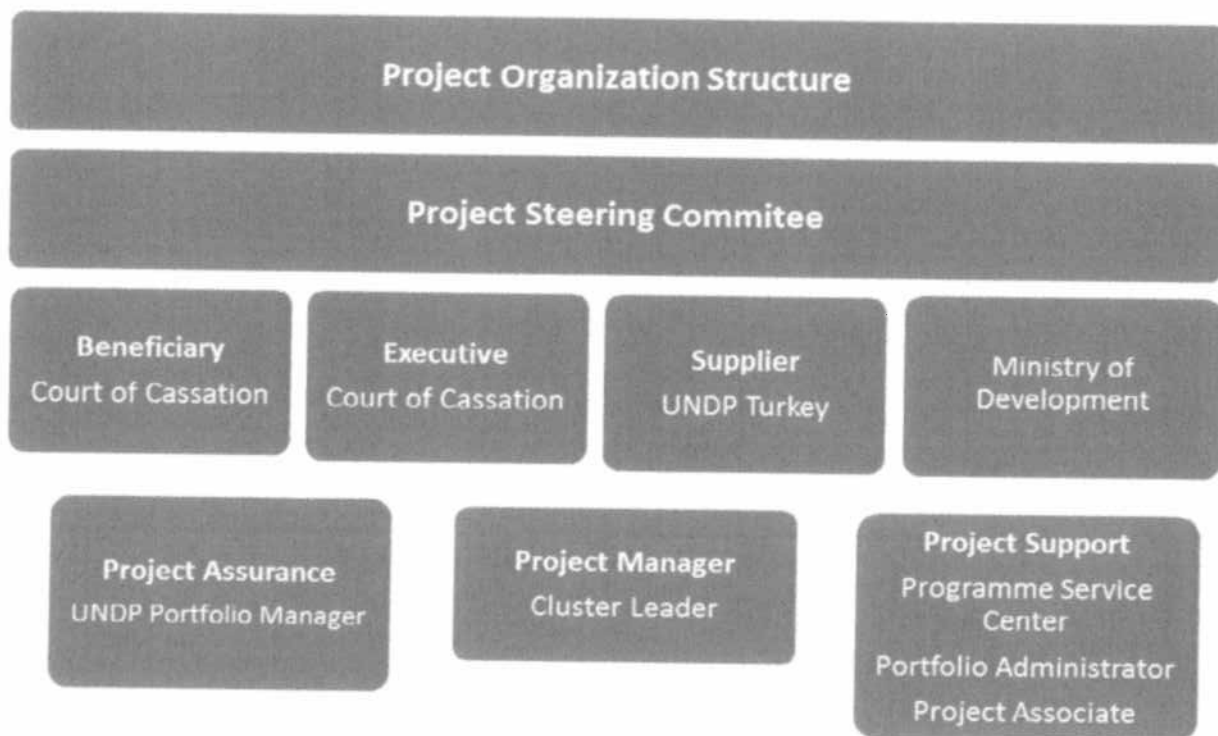 Project Organization Structure
Project Steering Commitee
Beneficiary
Court of Cassation
Executive
Court of Cassation
Supplier
UNDP Turkey
Ministry of
Development
Project Assurance
UNDP Portfolio Manager
Project Manager
Cluster Leader
Project Support
Programme Service
Center
Portfolio Administrator
Project Associate